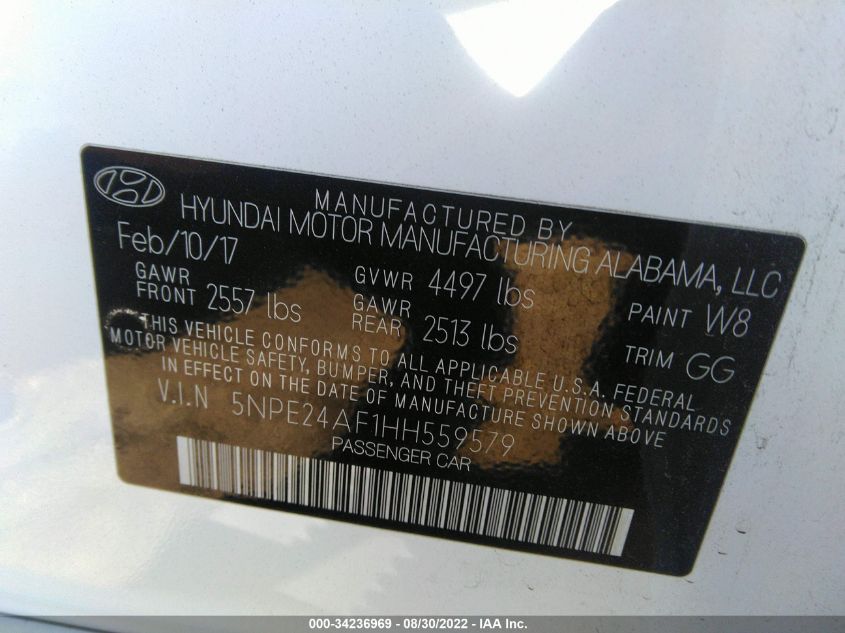 MANUFACTURED BY
HYUNDAI MOTOR MANUFACTURING ALABAMA, LLC
Feb/10/17
GAWR FRONT 2557 lbs
GVWR 4497 lbs
GAWR REAR 2513 lbs
PAINT W8
TRIM GG
THIS VEHICLE CONFORMS TO ALL APPLICABLE U.S.A. FEDERAL
MOTOR VEHICLE SAFETY, BUMPER, AND THEFT PREVENTION STANDARDS
IN EFFECT ON THE DATE OF MANUFACTURE SHOWN ABOVE
V.I.N 5NPE24AF1HH559579
PASSENGER CAR
000-34236969 - 08/30/2022 - IAA Inc.